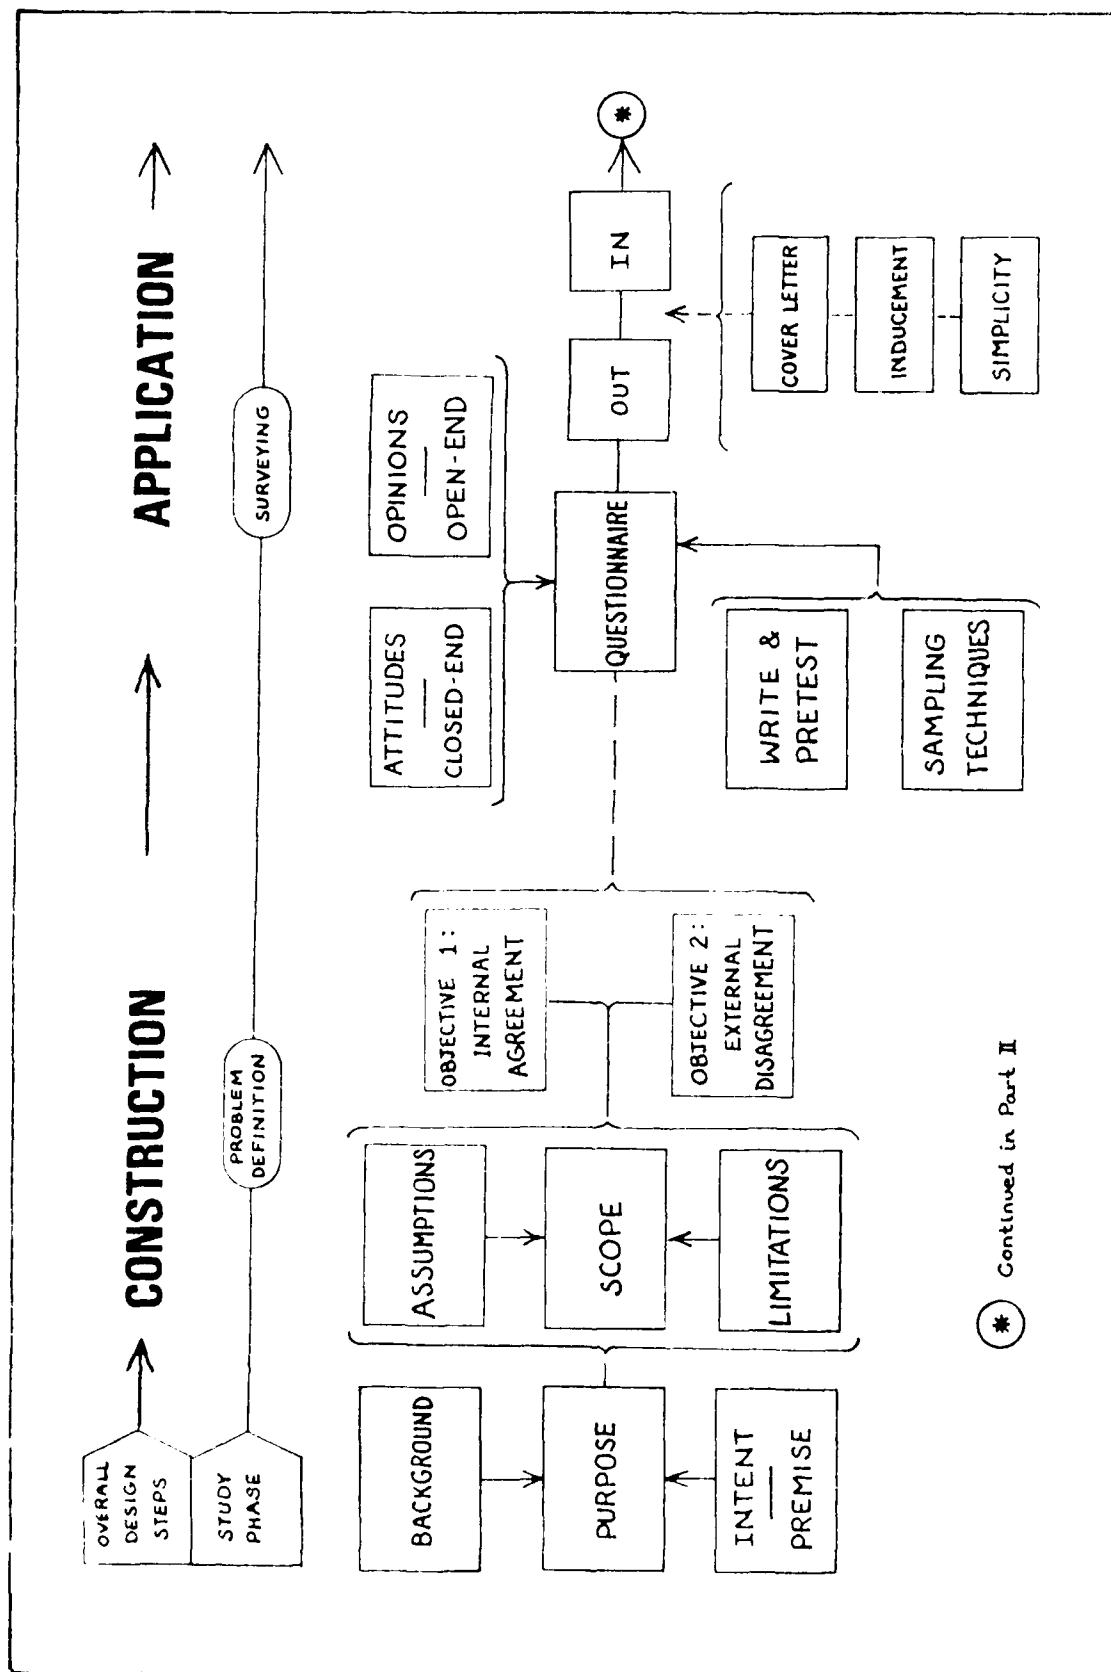 OVERALL
DESIGN
STEPS
CONSTRUCTION
APPLICATION
STUDY
PHASE
PROBLEM
DEFINITION
SURVEYING
BACKGROUND
PURPOSE
INTENT
PREMISE
ASSUMPTIONS
SCOPE
LIMITATIONS
OBJECTIVE 1:
INTERNAL
AGREEMENT
OBJECTIVE 2:
EXTERNAL
DISAGREEMENT
ATTITUDES
CLOSED-END
OPINIONS
OPEN-END
QUESTIONNAIRE
WRITE &
PRETEST
SAMPLING
TECHNIQUES
OUT
IN
*
COVER LETTER
INDUCEMENT
SIMPLICITY
* Continued in Part II